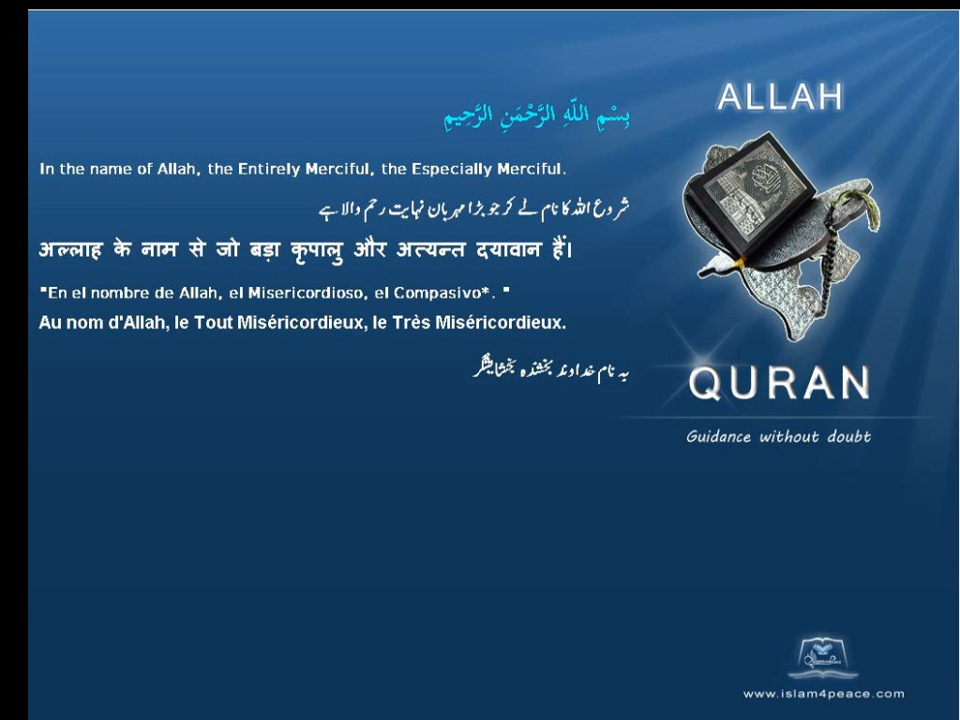 بِسْمِ اللَّهِ الرَّحْمَنِ الرَّحِيمِ
In the name of Allah, the Entirely Merciful, the Especially Merciful.
شروع الله کا نام لے کر جو بڑا مہربان نہایت رحم والا ہے
अल्लाह के नाम से जो बड़ा कृपालु और अत्यन्त दयावान हैं।
"En el nombre de Allah, el Misericordioso, el Compasivo*. "
Au nom d'Allah, le Tout Miséricordieux, le Très Miséricordieux.
به نام خداوند بخشنده بخشایشگر
ALLAH
QURAN
Guidance without doubt
www.islam4peace.com